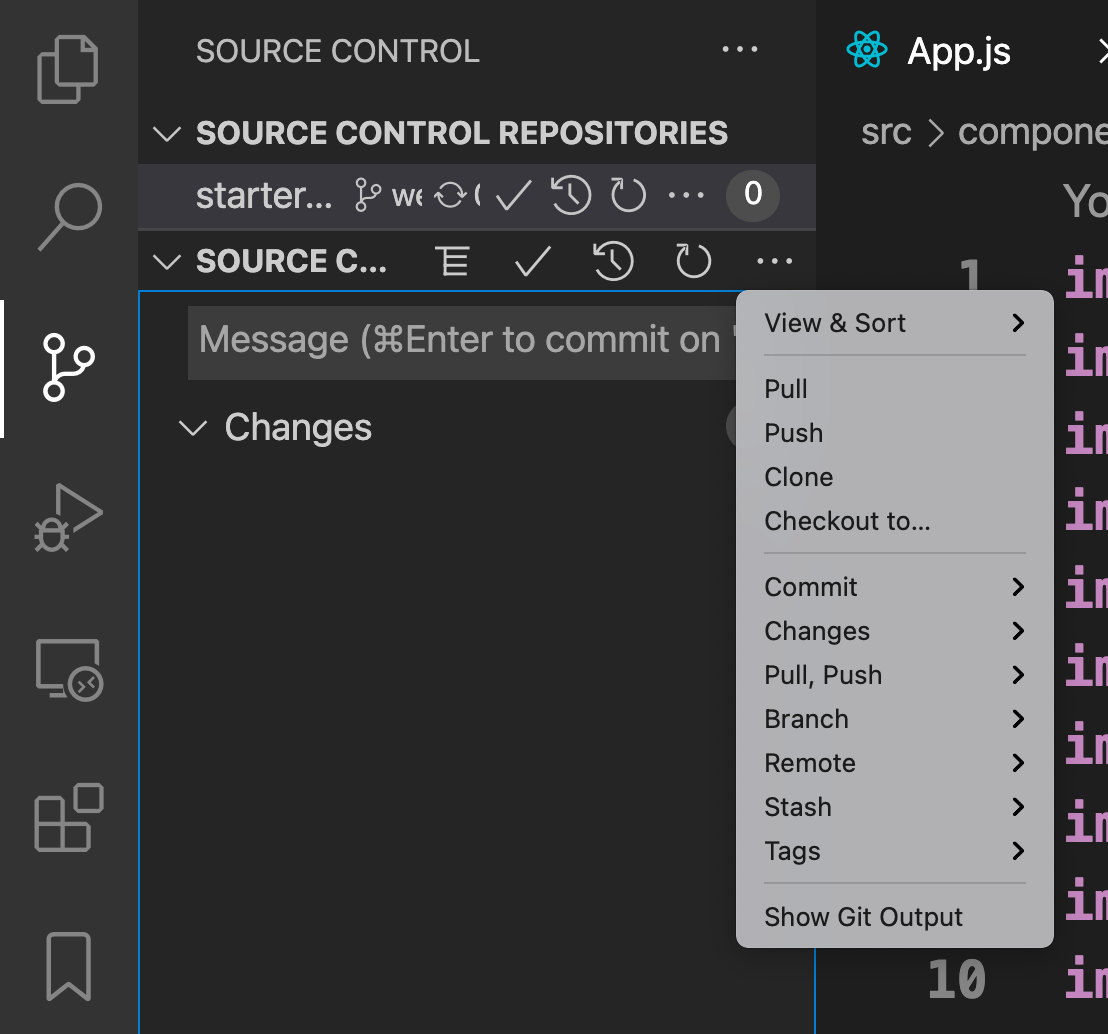 SOURCE CONTROL
SOURCE CONTROL REPOSITORIES
starter... we 0
SOURCE C...
Message (⌘Enter to commit on
Changes
View & Sort
Pull
Push
Clone
Checkout to...
Commit
Changes
Pull, Push
Branch
Remote
Stash
Tags
Show Git Output
App.js
src > compone
Yo
1 im
im
im
im
im
im
im
im
im
10 im